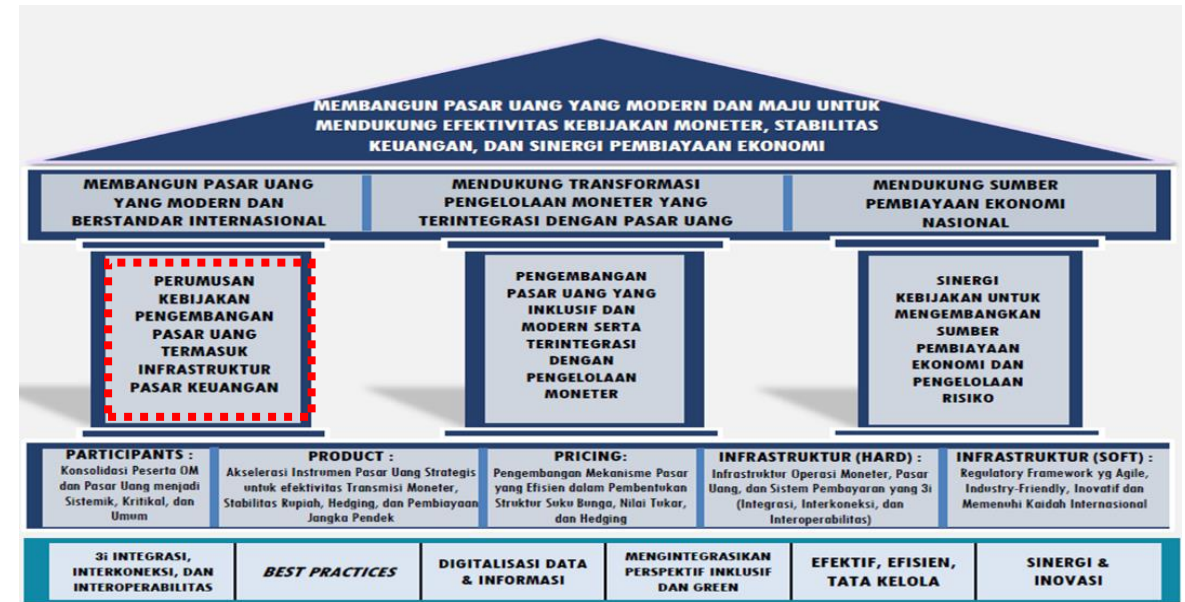 MEMBANGUN PASAR UANG YANG MODERN DAN MAJU UNTUK
MENDUKUNG EFEKTIVITAS KEBIJAKAN MONETER, STABILITAS
KEUANGAN, DAN SINERGI PEMBIAYAAN EKONOMI
MEMBANGUN PASAR UANG
YANG MODERN DAN
BERSTANDAR INTERNASIONAL
MENDUKUNG TRANSFORMASI
PENGELOLAAN MONETER YANG
TERINTEGRASI DENGAN PASAR UANG
MENDUKUNG SUMBER
PEMBIAYAAN EKONOMI
NASIONAL
PERUMUSAN
KEBIJAKAN
PENGEMBANGAN
PASAR UANG
TERMASUK
INFRASTRUKTUR
PASAR KEUANGAN
PENGEMBANGAN
PASAR UANG YANG
INKLUSIF DAN
MODERN SERTA
TERINTEGRASI
DENGAN
PENGELOLAAN
MONETER
SINERGI
KEBIJAKAN UNTUK
MENGEMBANGKAN
SUMBER
PEMBIAYAAN
EKONOMI DAN
PENGELOLAAN
RISIKO
PARTICIPANTS :
Konsolidasi Peserta OM
dan Pasar Uang menjadi
Sistemik, Kritikal, dan
Umum
PRODUCT :
Akselerasi Instrumen Pasar Uang Strategis
untuk efektivitas Transmisi Moneter,
Stabilitas Rupiah, Hedging, dan Pembiayaan
Jangka Pendek
PRICING:
Pengembangan Mekanisme Pasar
yang Efisien dalam Pembentukan
Struktur Suku Bunga, Nilai Tukar,
dan Hedging
INFRASTRUKTUR (HARD) :
Infrastruktur Operasi Moneter, Pasar
Uang, dan Sistem Pembayaran yang 3i
(Integrasi, Interkoneksi, dan
Interoperabilitas)
INFRASTRUKTUR (SOFT) :
Regulatory Framework yg Agile,
Industry-Friendly, Inovatif dan
Memenuhi Kaidah Internasional
3i INTEGRASI,
INTERKONEKSI, DAN
INTEROPERABILITAS
BEST PRACTICES
DIGITALISASI DATA
& INFORMASI
MENGINTEGRASIKAN
PERSPEKTIF INKLUSIF
DAN GREEN
EFEKTIF, EFISIEN,
TATA KELOLA
SINERGI &
INOVASI